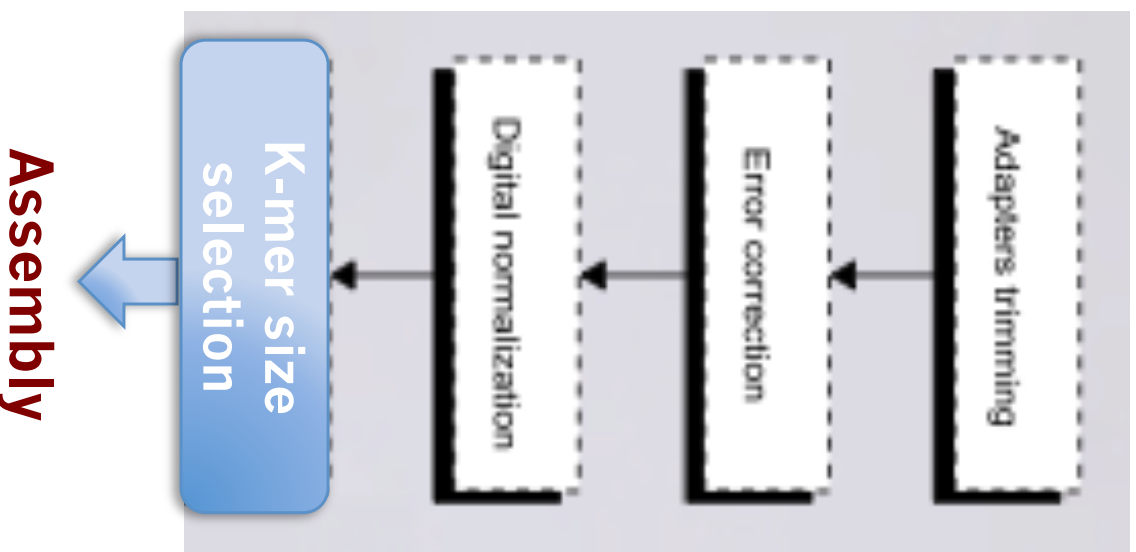 Adapters trimming
Error correction
Digital normalization
K-mer size
selection
Assembly